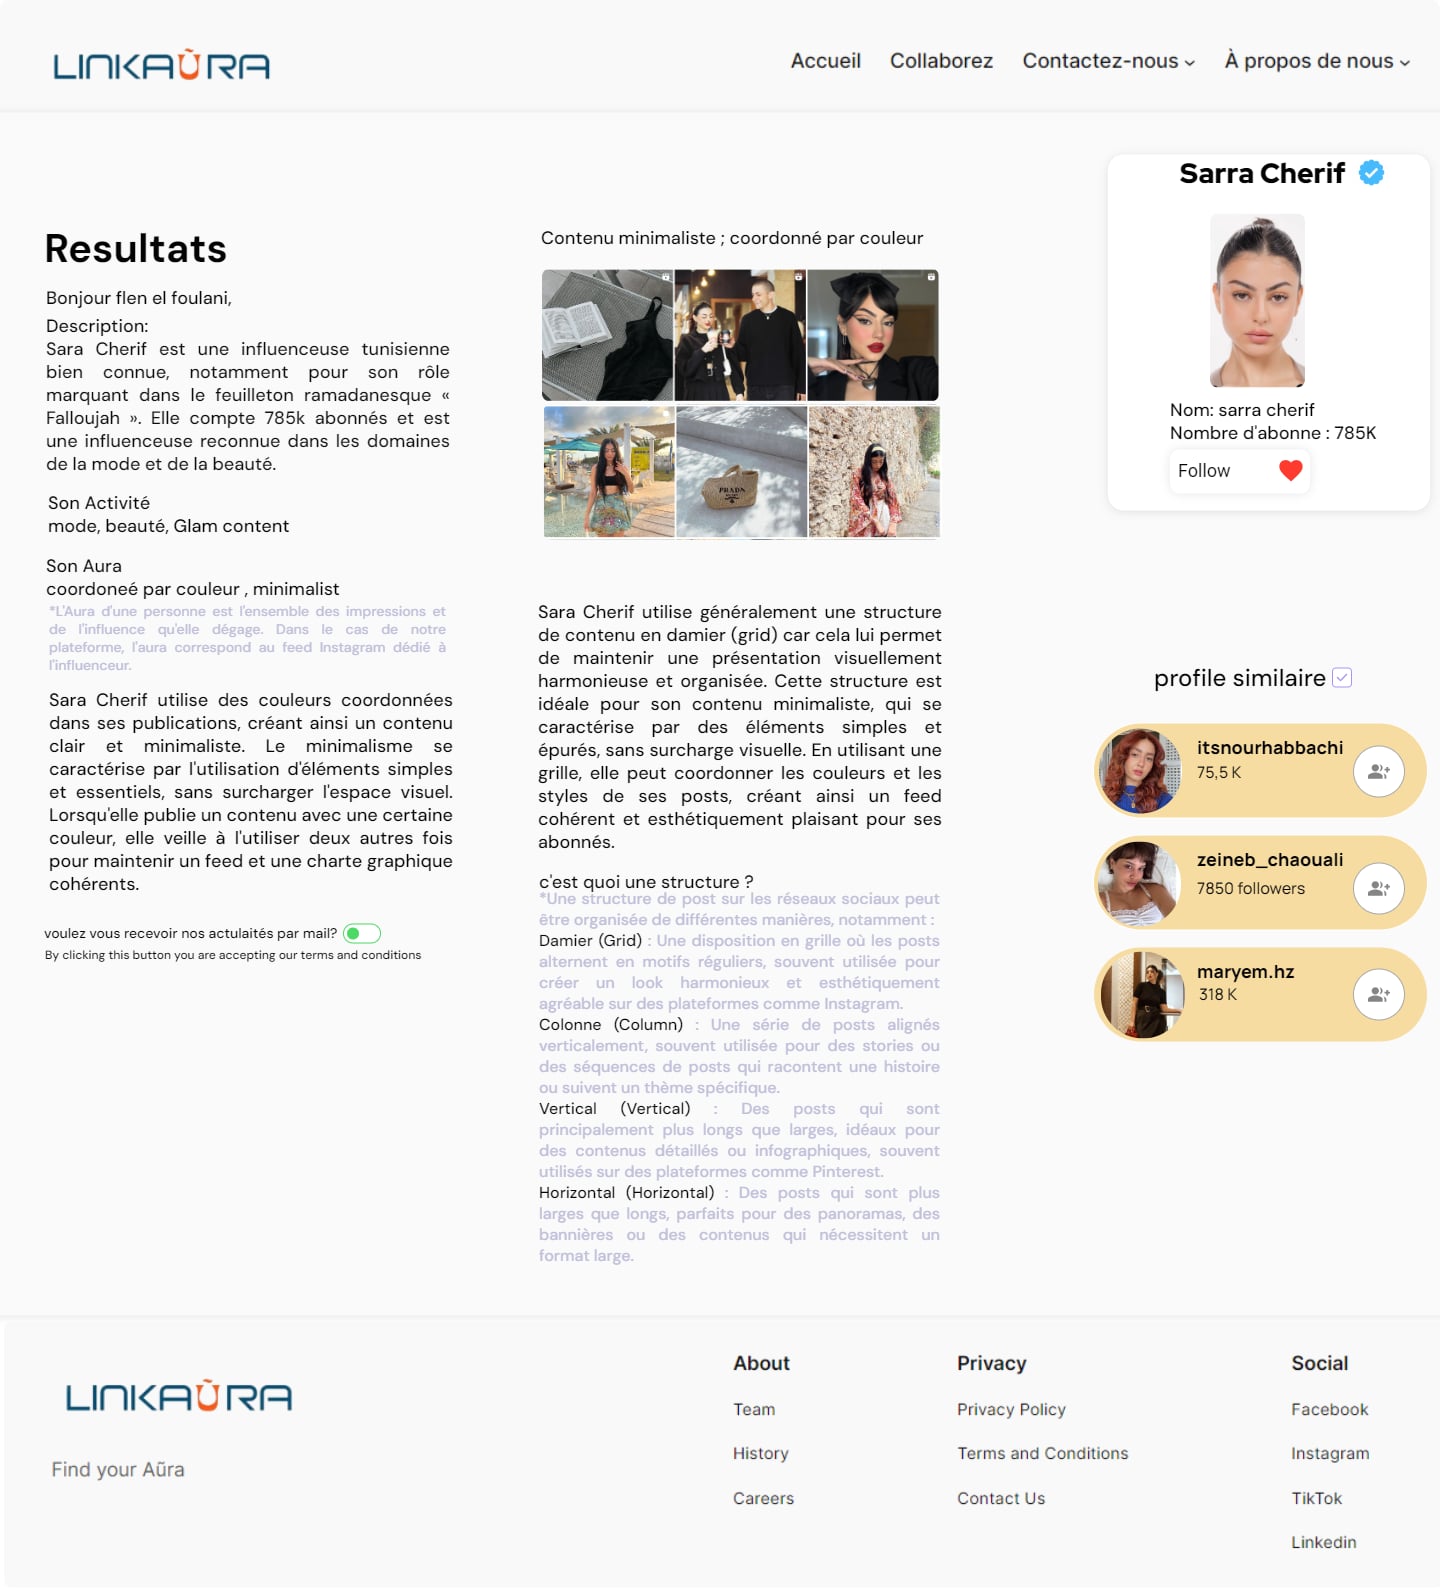 LINKAŨRA
Accueil
Collaborez
Contactez-nous
À propos de nous
Resultats
Bonjour flen el foulani,
Description:
Sara Cherif est une influenceuse tunisienne
bien connue, notamment pour son rôle
marquant dans le feuilleton ramadanesque «
Falloujah ». Elle compte 785k abonnés et est
une influenceuse reconnue dans les domaines
de la mode et de la beauté.
Son Activité
mode, beauté, Glam content
Son Aura
coordoneé par couleur , minimalist
*L'Aura d'une personne est l'ensemble des impressions et
de l'influence qu'elle dégage. Dans le cas de notre
plateforme, l'aura correspond au feed Instagram dédié à
l'influenceur.
Sara Cherif utilise des couleurs coordonnées
dans ses publications, créant ainsi un contenu
clair et minimaliste. Le minimalisme se
caractérise par l'utilisation d'éléments simples
et essentiels, sans surcharger l'espace visuel.
Lorsqu'elle publie un contenu avec une certaine
couleur, elle veille à l'utiliser deux autres fois
pour maintenir un feed et une charte graphique
cohérents.
voulez vous recevoir nos actulaités par mail?
By clicking this button you are accepting our terms and conditions
Contenu minimaliste ; coordonné par couleur
PRADA
Sara Cherif utilise généralement une structure
de contenu en damier (grid) car cela lui permet
de maintenir une présentation visuellement
harmonieuse et organisée. Cette structure est
idéale pour son contenu minimaliste, qui se
caractérise par des éléments simples et
épurés, sans surcharge visuelle. En utilisant une
grille, elle peut coordonner les couleurs et les
styles de ses posts, créant ainsi un feed
cohérent et esthétiquement plaisant pour ses
abonnés.
c'est quoi une structure ?
*Une structure de post sur les réseaux sociaux peut
être organisée de différentes manières, notamment :
Damier (Grid) : Une disposition en grille où les posts
alternent en motifs réguliers, souvent utilisée pour
créer un look harmonieux et esthétiquement
agréable sur des plateformes comme Instagram.
Colonne (Column) : Une série de posts alignés
verticalement, souvent utilisée pour des stories ou
des séquences de posts qui racontent une histoire
ou suivent un thème spécifique.
Vertical (Vertical) : Des posts qui sont
principalement plus longs que larges, idéaux pour
des contenus détaillés ou infographiques, souvent
utilisés sur des plateformes comme Pinterest.
Horizontal (Horizontal) : Des posts qui sont plus
larges que longs, parfaits pour des panoramas, des
bannières ou des contenus qui nécessitent un
format large.
Sarra Cherif
Nom: sarra cherif
Nombre d'abonne : 785K
Follow
profile similaire
itsnourhabbachi
75,5 K
zeineb_chaouali
7850 followers
maryem.hz
318 K
LINKAŨRA
Find your Aũra
About
Team
History
Careers
Privacy
Privacy Policy
Terms and Conditions
Contact Us
Social
Facebook
Instagram
TikTok
Linkedin